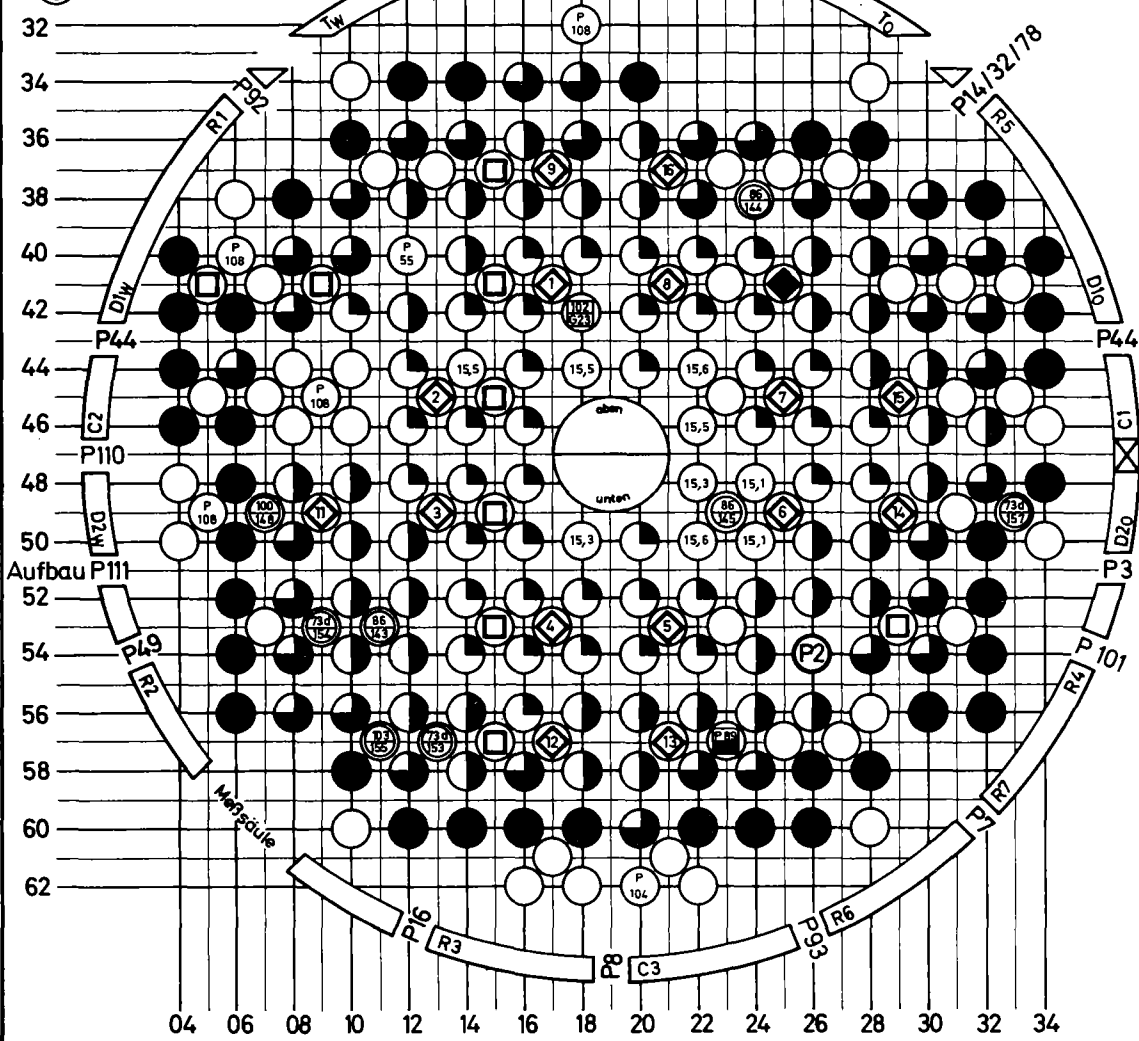 32 Tw P 108 To
34 P92 P14/32/78
R1 R5
36
9 16
38 86 144
40 P 108 P 55
1 8
D1w D1o
42 102 G23
P44 P44
44 15,5 15,5 15,6
P 108 2 7 15
oben
C2 46 15,5 C1
P110
48 15,3 15,1
unten
P 108 100 148 11 3 86 145 6 14 73d 157
D2w 50 15,3 15,6 15,1 D2o
Aufbau P111 P3
52
73d 154 86 143 4 5
P49 54 P2 P 101
R2 R4
56
103 155 73d 153 12 13 P 89
58
Meßsäule R7
P7
60
62 P 104
P16 R3 P8 C3 P93 R6
04 06 08 10 12 14 16 18 20 22 24 26 28 30 32 34